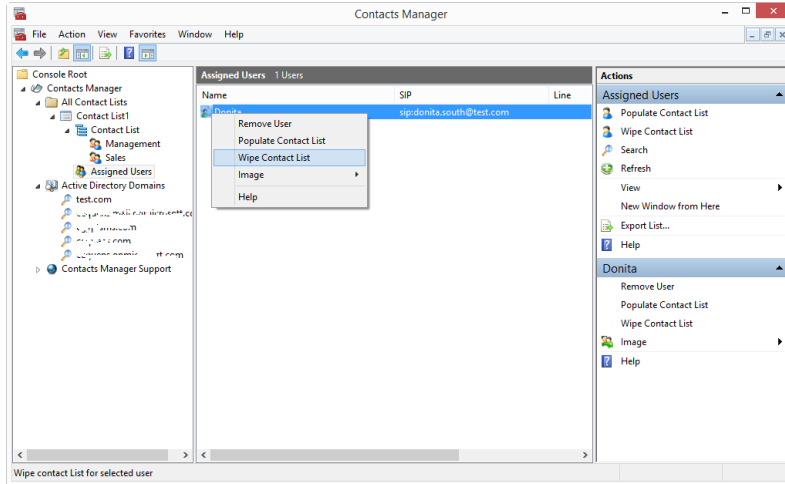 Contacts Manager
File Action View Favorites Window Help
Console Root
Contacts Manager
All Contact Lists
Contact List1
Contact List
Management
Sales
Assigned Users
Active Directory Domains
test.com
Contacts Manager Support
Assigned Users 1 Users
Name SIP Line
Donita sip:donita.south@test.com
Remove User
Populate Contact List
Wipe Contact List
Image
Help
Actions
Assigned Users
Populate Contact List
Wipe Contact List
Search
Refresh
View
New Window from Here
Export List...
Help
Donita
Remove User
Populate Contact List
Wipe Contact List
Image
Help
Wipe contact List for selected user